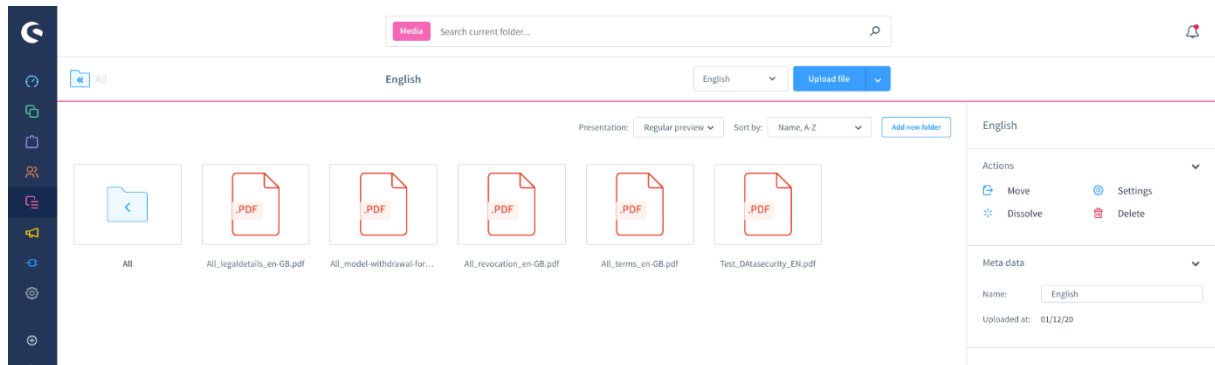 Media Search current folder...
All English English Upload file
Presentation: Regular preview Sort by: Name, A-Z Add new folder
English
Actions
Move Settings
Dissolve Delete
.PDF .PDF .PDF .PDF .PDF
All All_legaldetails_en-GB.pdf All_model-withdrawal-for... All_revocation_en-GB.pdf All_terms_en-GB.pdf Test_DAtasecurity_EN.pdf
Meta data
Name: English
Uploaded at: 01/12/20